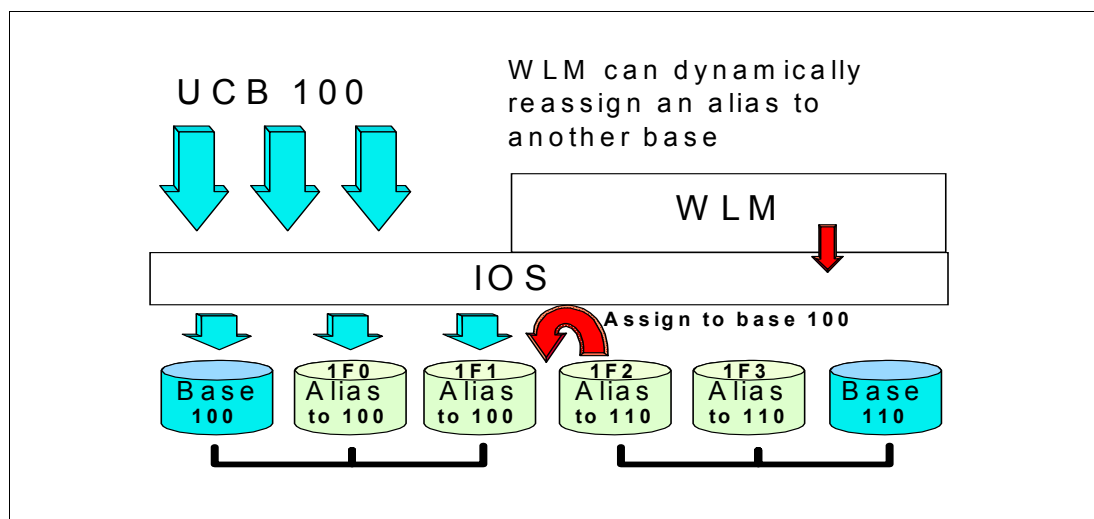 UCB 100
WLM can dynamically
reassign an alias to
another base
WLM
IOS
Assign to base 100
Base
100
1F0
Alias
to 100
1F1
Alias
to 100
1F2
Alias
to 110
1F3
Alias
to 110
Base
110